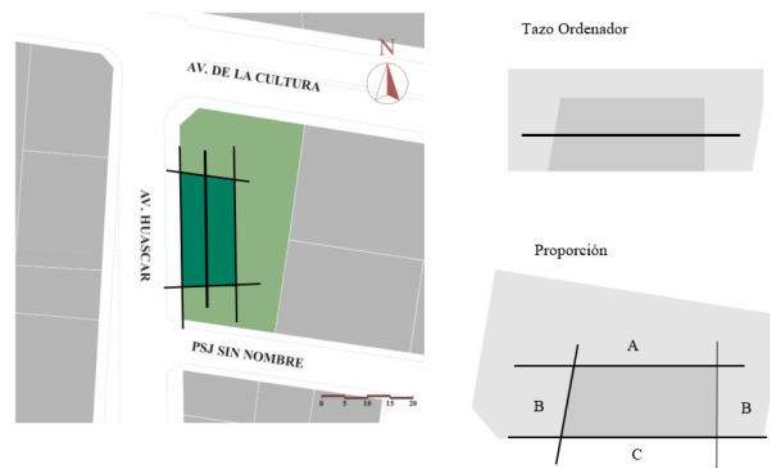 Tazo Ordenador
N
AV. DE LA CULTURA
AV. HUASCAR
PSJ SIN NOMBRE
0 5 10 15 20
Proporción
A
B
B
C